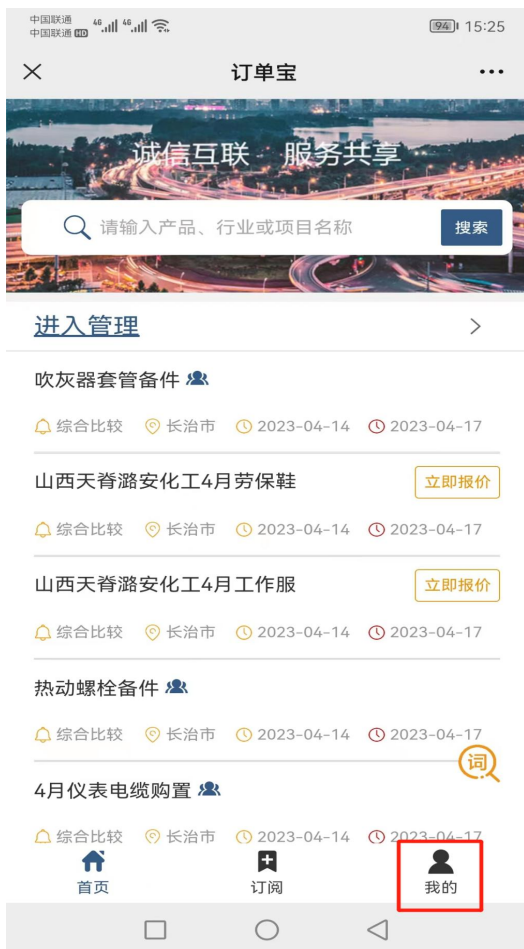 中国联通 46 46
中国联通 HD 94 15:25
订单宝
诚信互联 服务共享
请输入产品、行业或项目名称 搜索
进入管理
吹灰器套管备件
综合比较 长治市 2023-04-14 2023-04-17
山西天脊潞安化工4月劳保鞋 立即报价
综合比较 长治市 2023-04-14 2023-04-17
山西天脊潞安化工4月工作服 立即报价
综合比较 长治市 2023-04-14 2023-04-17
热动螺栓备件
综合比较 长治市 2023-04-14 2023-04-17
词
4月仪表电缆购置
综合比较 长治市 2023-04-14 2023-04-17
首页 订阅 我的